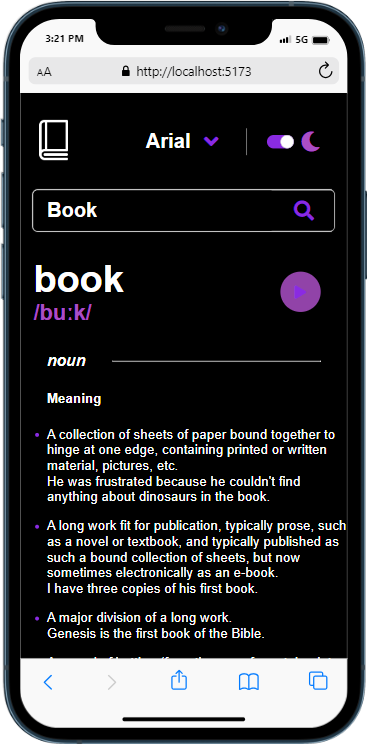 3:21 PM
5G
AA
http://localhost:5173
Arial
Book
book
/buːk/
noun
Meaning
A collection of sheets of paper bound together to
hinge at one edge, containing printed or written
material, pictures, etc.
He was frustrated because he couldn't find
anything about dinosaurs in the book.
A long work fit for publication, typically prose, such
as a novel or textbook, and typically published as
such a bound collection of sheets, but now
sometimes electronically as an e-book.
I have three copies of his first book.
A major division of a long work.
Genesis is the first book of the Bible.